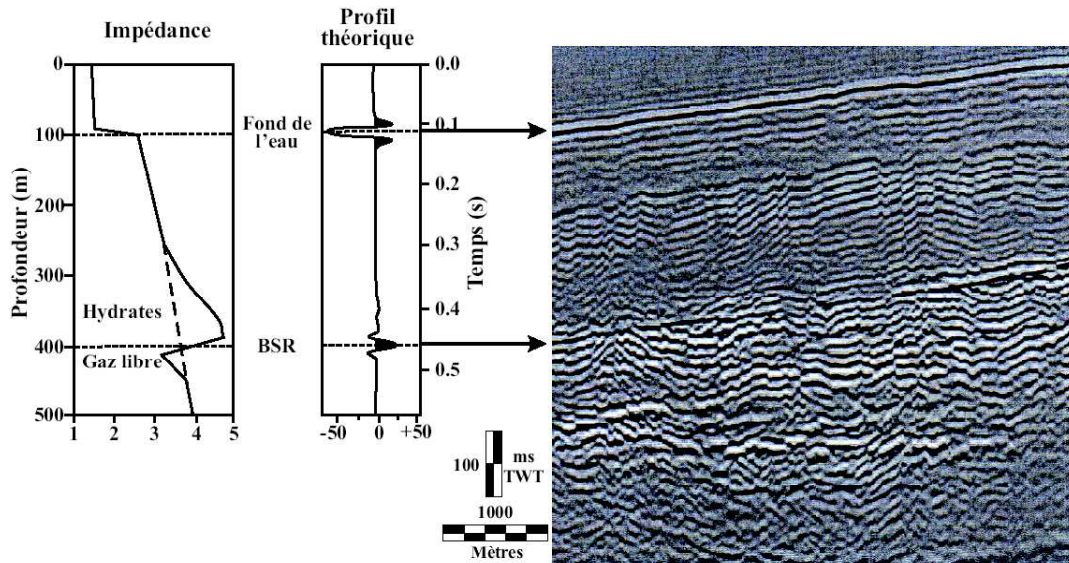 Impédance
Profondeur (m)
0
100
200
300
400
500
1 2 3 4 5
Hydrates
Gaz libre
Fond de
l'eau
BSR
Profil
théorique
0.0
0.1
0.2
0.3
0.4
0.5
Temps (s)
-50 0 +50
100
ms
TWT
1000
Mètres